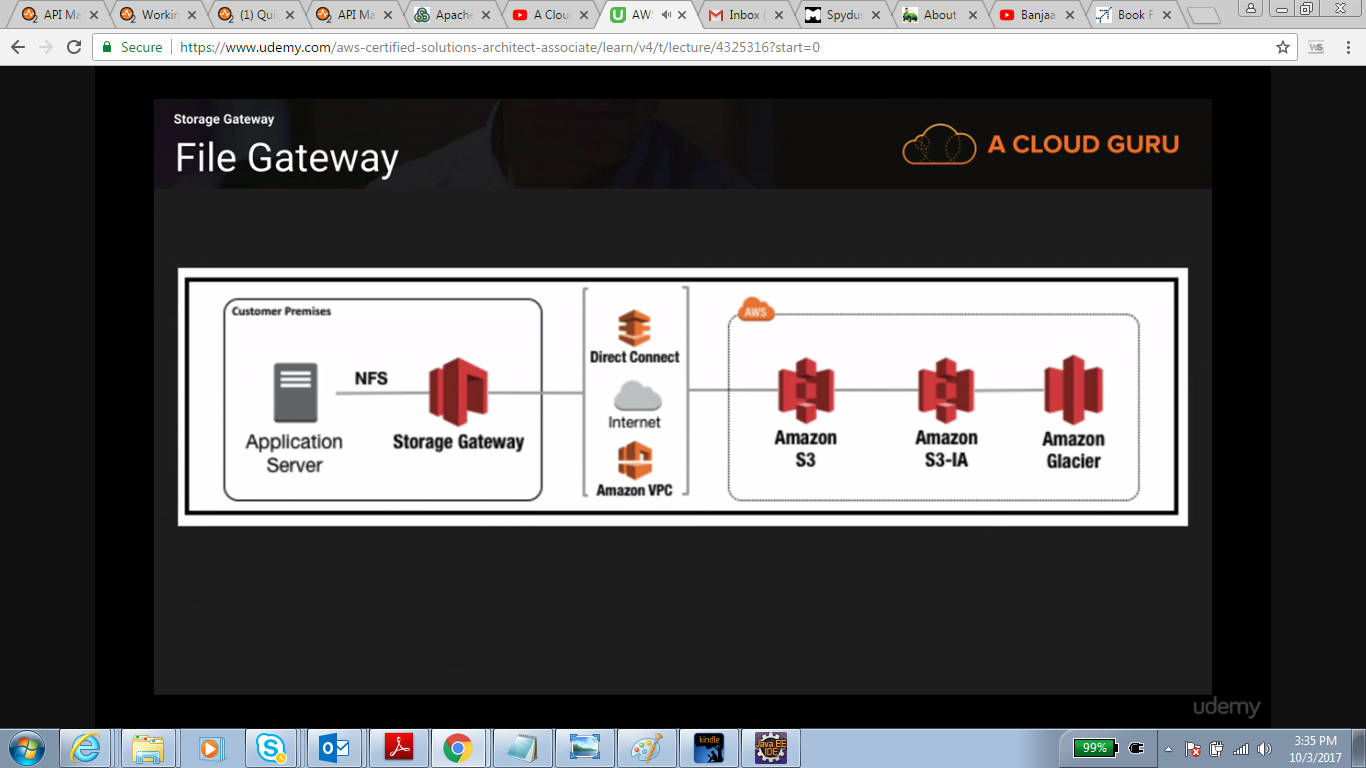 API Ma
Workin
(1) Qui
API Ma
Apache
A Clou
AWS
Inbox (
Spydus
About
Banjaa
Book F
Secure
https://www.udemy.com/aws-certified-solutions-architect-associate/learn/v4/t/lecture/4325316?start=0
Storage Gateway
File Gateway
A CLOUD GURU
Customer Premises
NFS
Application
Server
Storage Gateway
Direct Connect
Internet
Amazon VPC
AWS
Amazon
S3
Amazon
S3-IA
Amazon
Glacier
udemy
kindle
Java EE
IDE
99%
3:35 PM
10/3/2017